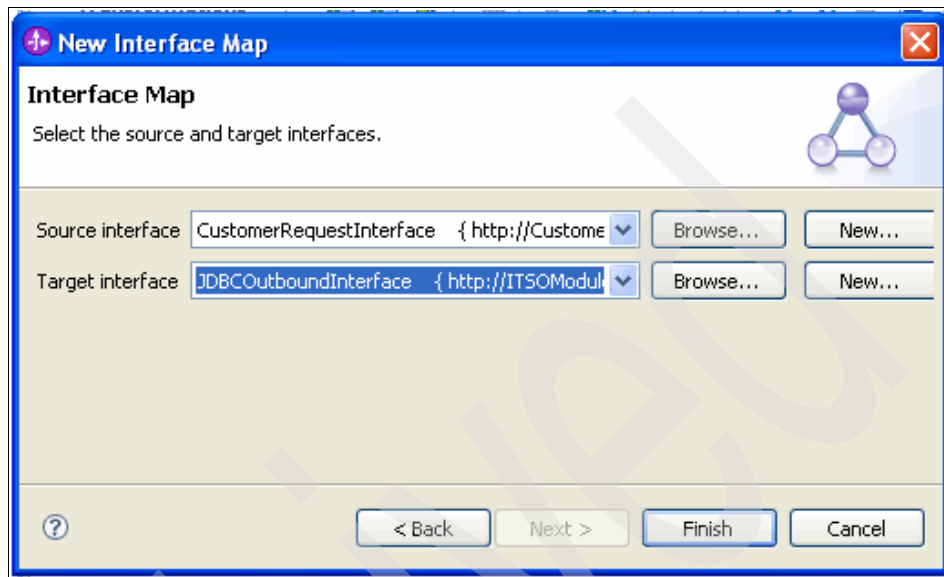 New Interface Map
Interface Map
Select the source and target interfaces.
Source interface CustomerRequestInterface { http://Custome Browse... New...
Target interface JDBCOutboundInterface { http://ITSOModul Browse... New...
? < Back Next > Finish Cancel